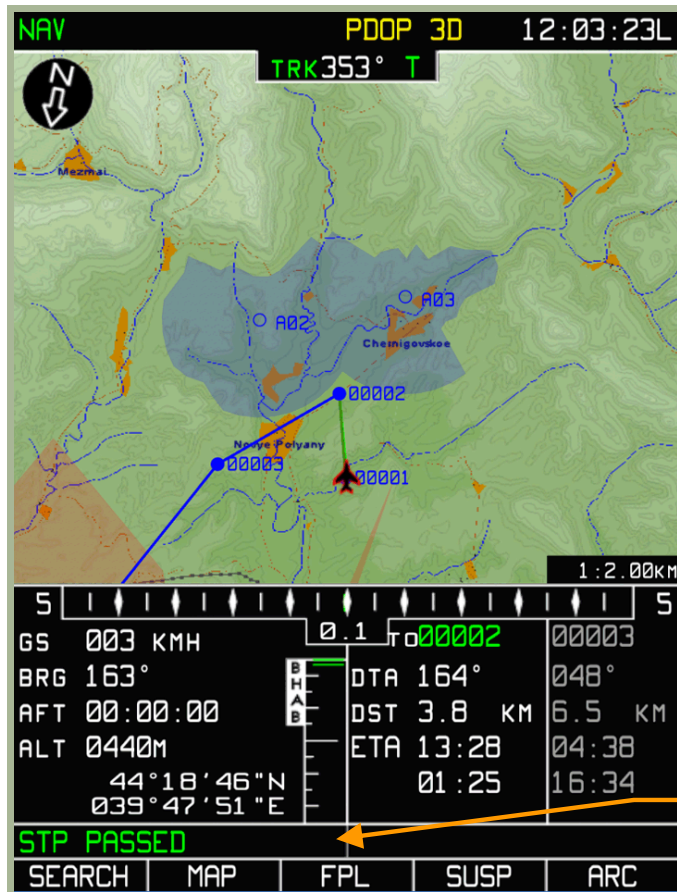 NAV PDOP 3D 12:03:23L
TRK353° T
N
Mezmai
A02
A03
Chernigovskoe
00002
Novye Polyany
00003
00001
1:2.00KM
5 0.1 5
GS 003 KMH TO00002 00003
BRG 163° DTA 164° 048°
AFT 00:00:00 DST 3.8 KM 6.5 KM
ALT 0440M ETA 13:28 04:38
44°18'46"N 01:25 16:34
039°47'51"E
ВНАВ
STP PASSED
SEARCH MAP FPL SUSP ARC